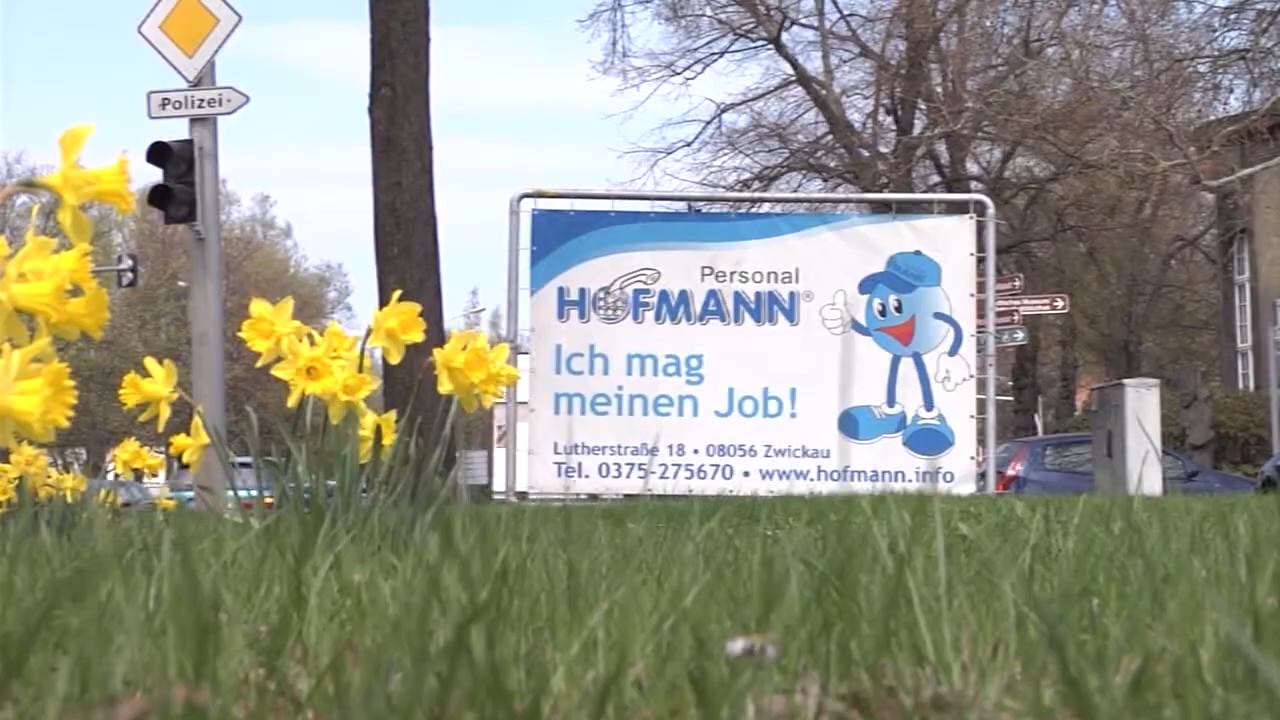 Polizei
Personal
HOFMANN®
Ich mag
meinen Job!
Lutherstraße 18 • 08056 Zwickau
Tel. 0375-275670 • www.hofmann.info